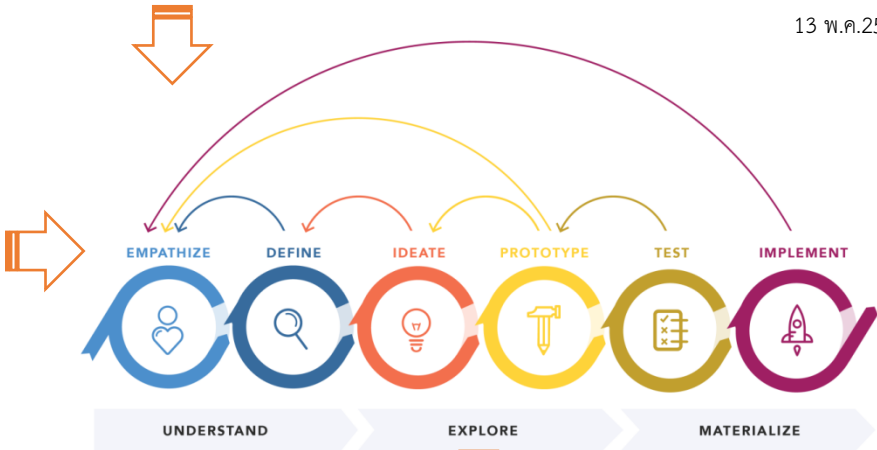 13 พ.ค.25
EMPATHIZE DEFINE IDEATE PROTOTYPE TEST IMPLEMENT
UNDERSTAND EXPLORE MATERIALIZE